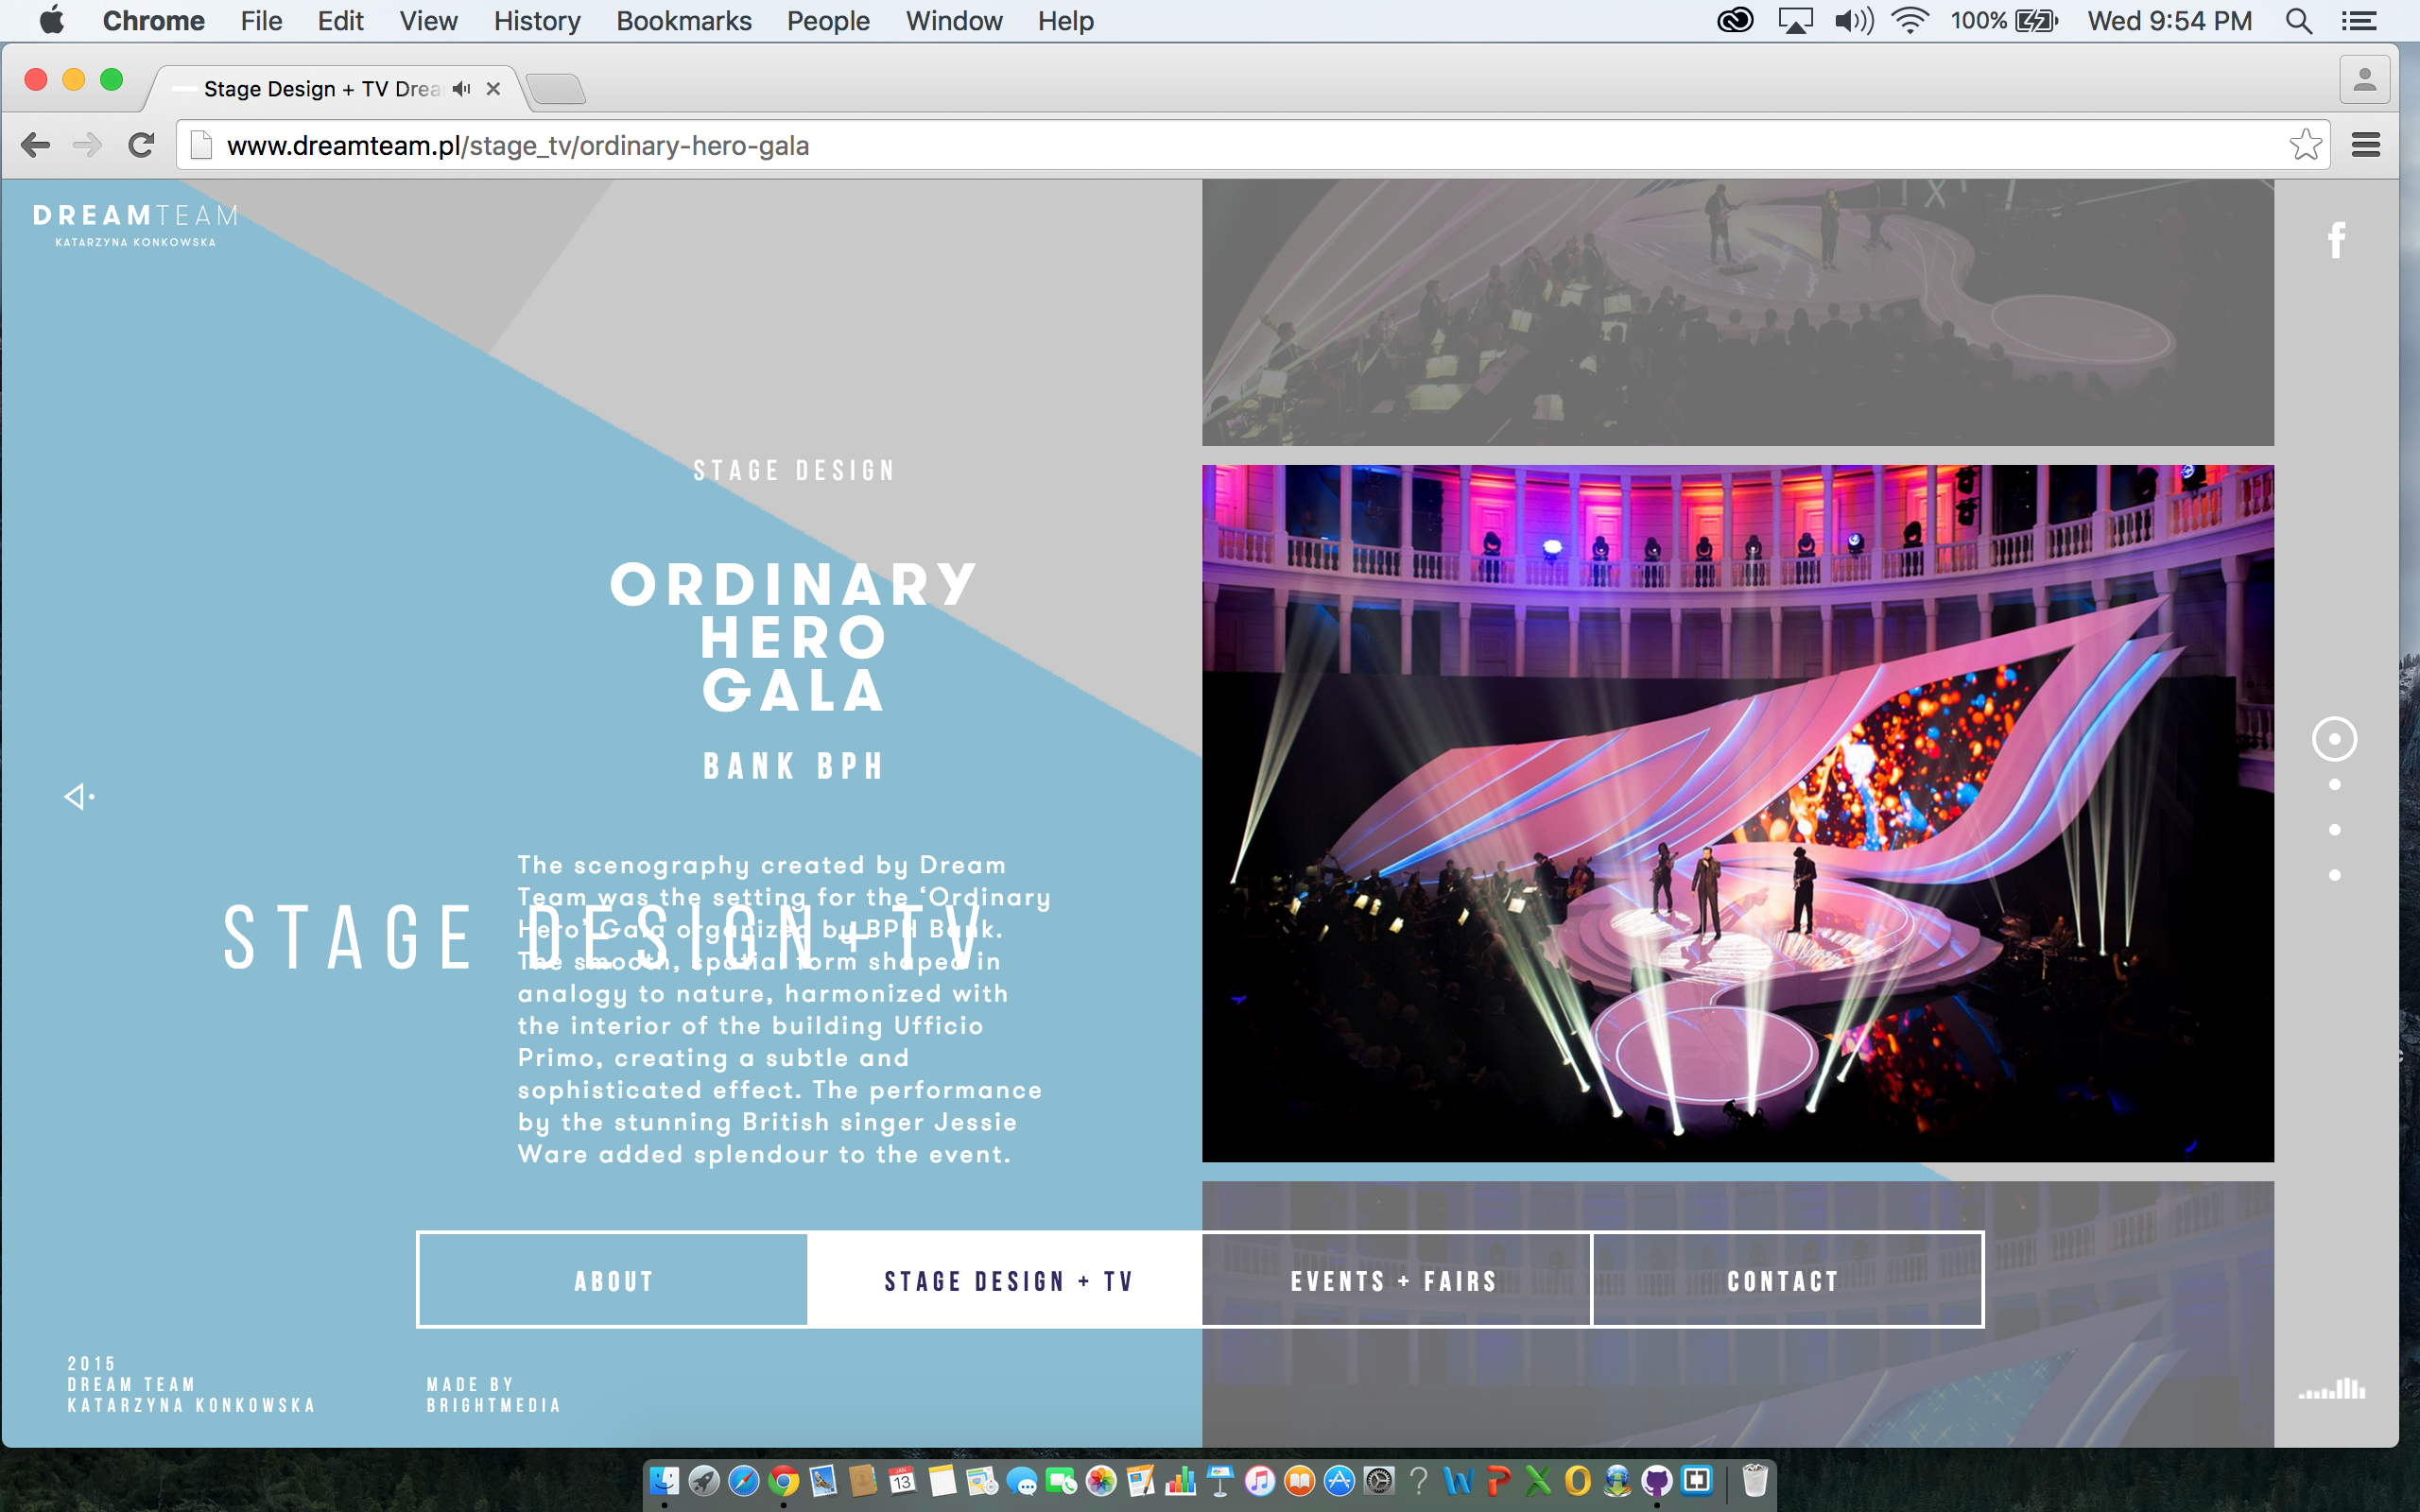 Chrome File Edit View History Bookmarks People Window Help 100% Wed 9:54 PM
Stage Design + TV Drea
www.dreamteam.pl/stage_tv/ordinary-hero-gala
DREAMTEAM
KATARZYNA KONKOWSKA
f
STAGE DESIGN
ORDINARY
HERO
GALA
BANK BPH
The scenography created by Dream
Team was the setting for the ‘Ordinary
Hero’ Gala organized by BPH Bank.
The smooth, spatial form shaped in
analogy to nature, harmonized with
the interior of the building Ufficio
Primo, creating a subtle and
sophisticated effect. The performance
by the stunning British singer Jessie
Ware added splendour to the event.
STAGE DESIGN + TV
ABOUT STAGE DESIGN + TV EVENTS + FAIRS CONTACT
2015
DREAM TEAM
KATARZYNA KONKOWSKA
MADE BY
BRIGHTMEDIA
JAN
13